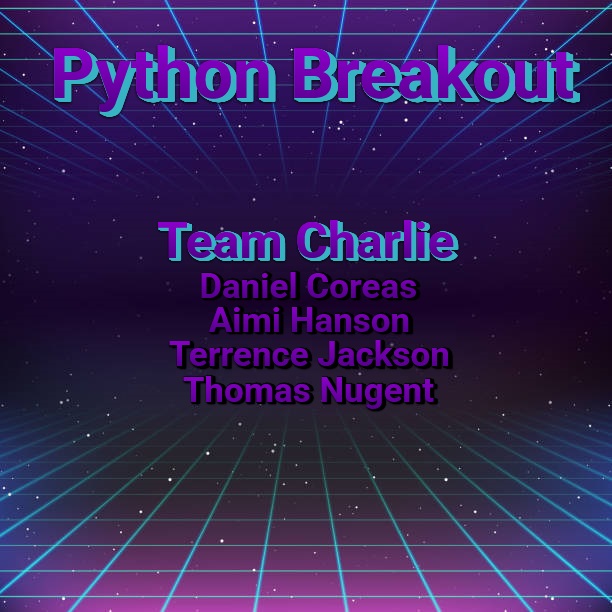 Python Breakout
Team Charlie
Daniel Coreas
Aimi Hanson
Terrence Jackson
Thomas Nugent